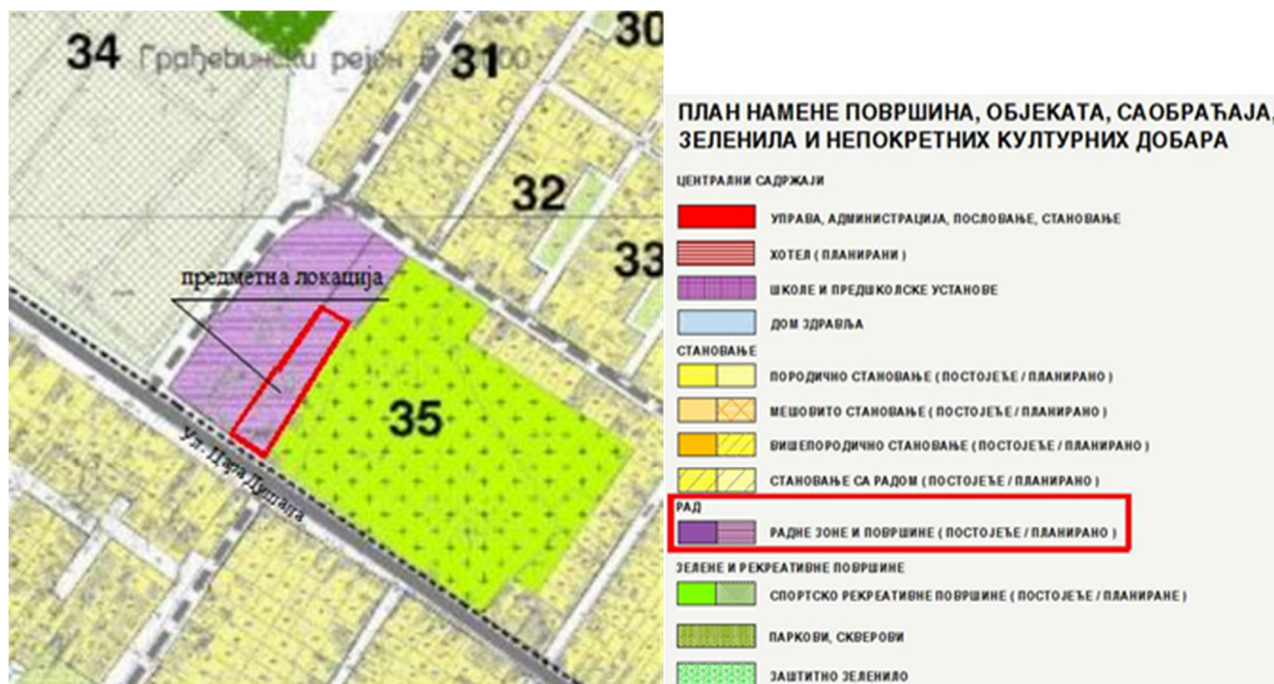 34
Грађевински рејон
31
30
32
33
предметна локација
35
Ул. Цара Душана
ПЛАН НАМЕНЕ ПОВРШИНА, ОБЈЕКАТА, САОБРАЋАЈА,
ЗЕЛЕНИЛА И НЕПОКРЕТНИХ КУЛТУРНИХ ДОБАРА
ЦЕНТРАЛНИ САДРЖАЈИ
УПРАВА, АДМИНИСТРАЦИЈА, ПОСЛОВАЊЕ, СТАНОВАЊЕ
ХОТЕЛ ( ПЛАНИРАНИ )
ШКОЛЕ И ПРЕДШКОЛСКЕ УСТАНОВЕ
ДОМ ЗДРАВЉА
СТАНОВАЊЕ
ПОРОДИЧНО СТАНОВАЊЕ ( ПОСТОЈЕЋЕ / ПЛАНИРАНО )
МЕШОВИТО СТАНОВАЊЕ ( ПОСТОЈЕЋЕ / ПЛАНИРАНО )
ВИШЕПОРОДИЧНО СТАНОВАЊЕ ( ПОСТОЈЕЋЕ / ПЛАНИРАНО )
СТАНОВАЊЕ СА РАДОМ ( ПОСТОЈЕЋЕ / ПЛАНИРАНО )
РАД
РАДНЕ ЗОНЕ И ПОВРШИНЕ ( ПОСТОЈЕЋЕ / ПЛАНИРАНО )
ЗЕЛЕНЕ И РЕКРЕАТИВНЕ ПОВРШИНЕ
СПОРТСКО РЕКРЕАТИВНЕ ПОВРШИНЕ ( ПОСТОЈЕЋЕ / ПЛАНИРАНЕ )
ПАРКОВИ, СКВЕРОВИ
ЗАШТИТНО ЗЕЛЕНИЛО